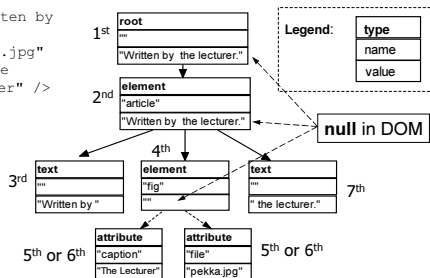 ten by
.jpg"
e
er" />
1st
root
""
"Written by  the lecturer."
Legend:
type
name
value
2nd
element
"article"
"Written by  the lecturer."
null in DOM
3rd
text
""
"Written by "
4th
element
"fig"
""
text
""
" the lecturer."
7th
5th or 6th
attribute
"caption"
"The Lecturer"
attribute
"file"
"pekka.jpg"
5th or 6th